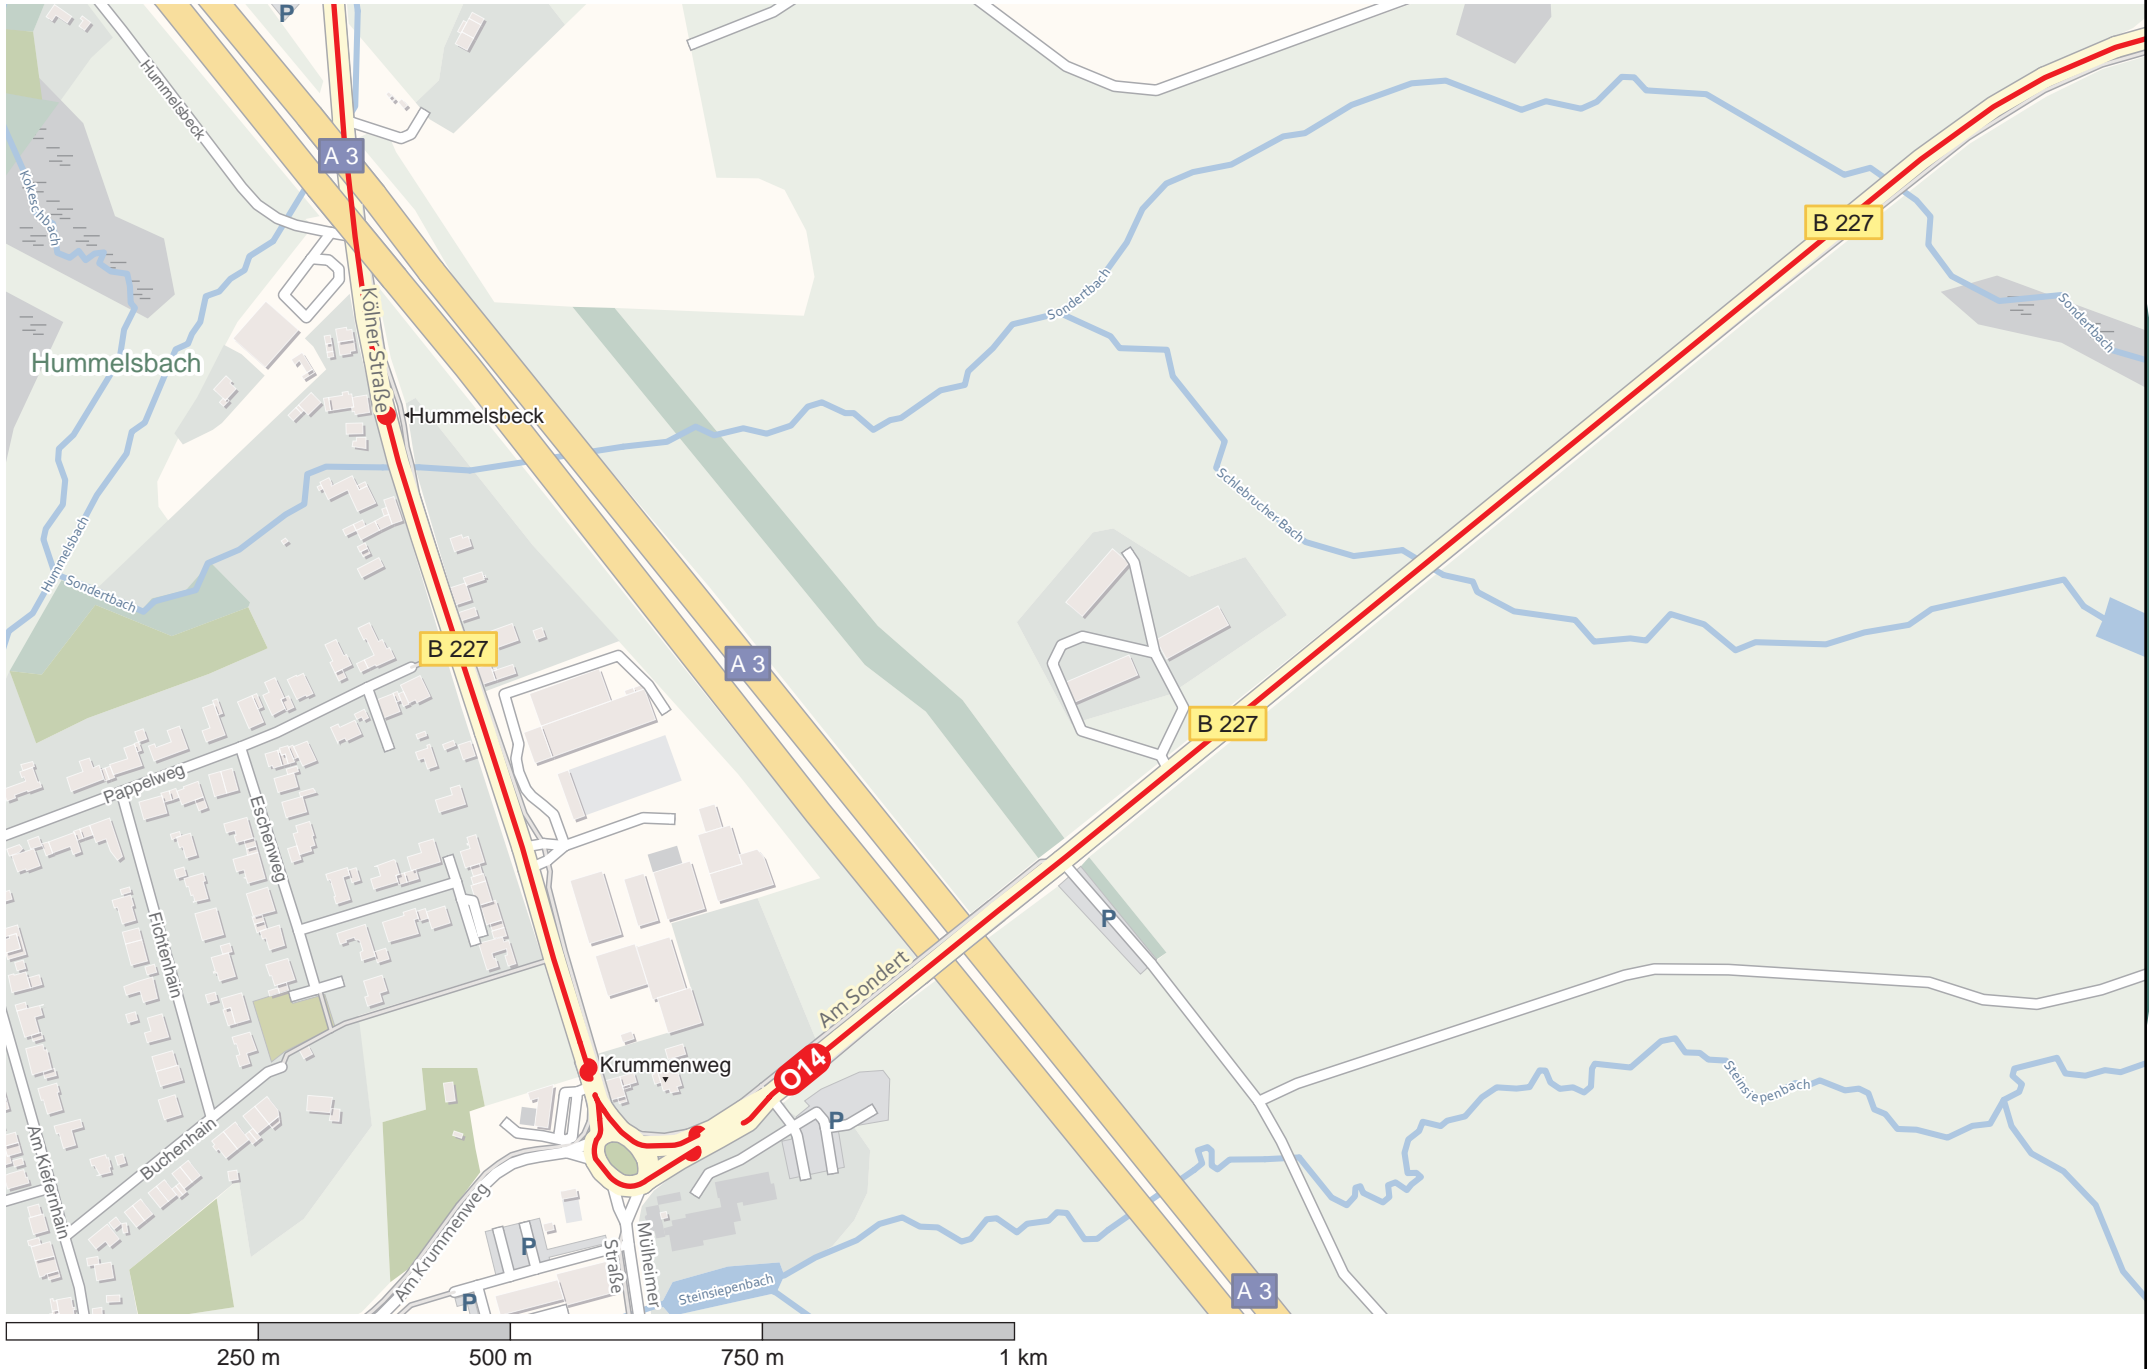 P
Hummelsbeck
A 3
Kokeschbach
B 227
Sondertbach
Kölner Straße
Sondertbach
Hummelsbach
Hummelsbeck
Schlebrucher Bach
Hummelsbach
Sondertbach
B 227
A 3
B 227
Pappelweg
Eschenweg
Fichtenhain
P
Am Sondert
Krummenweg
O14
Steinsiepenbach
P
Buchenhain
Am Kiefernhain
Am Krummenweg
P
Straße
Mülheimer
Steinsiepenbach
A 3
P
250 m
500 m
750 m
1 km